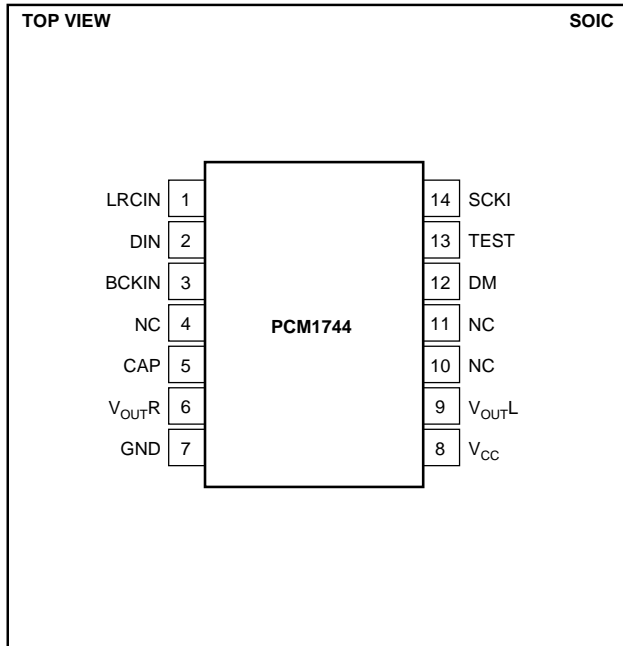 TOP VIEW SOIC
LRCIN 1 14 SCKI
DIN 2 13 TEST
BCKIN 3 12 DM
NC 4 PCM1744 11 NC
CAP 5 10 NC
VOUTR 6 9 VOUTL
GND 7 8 VCC